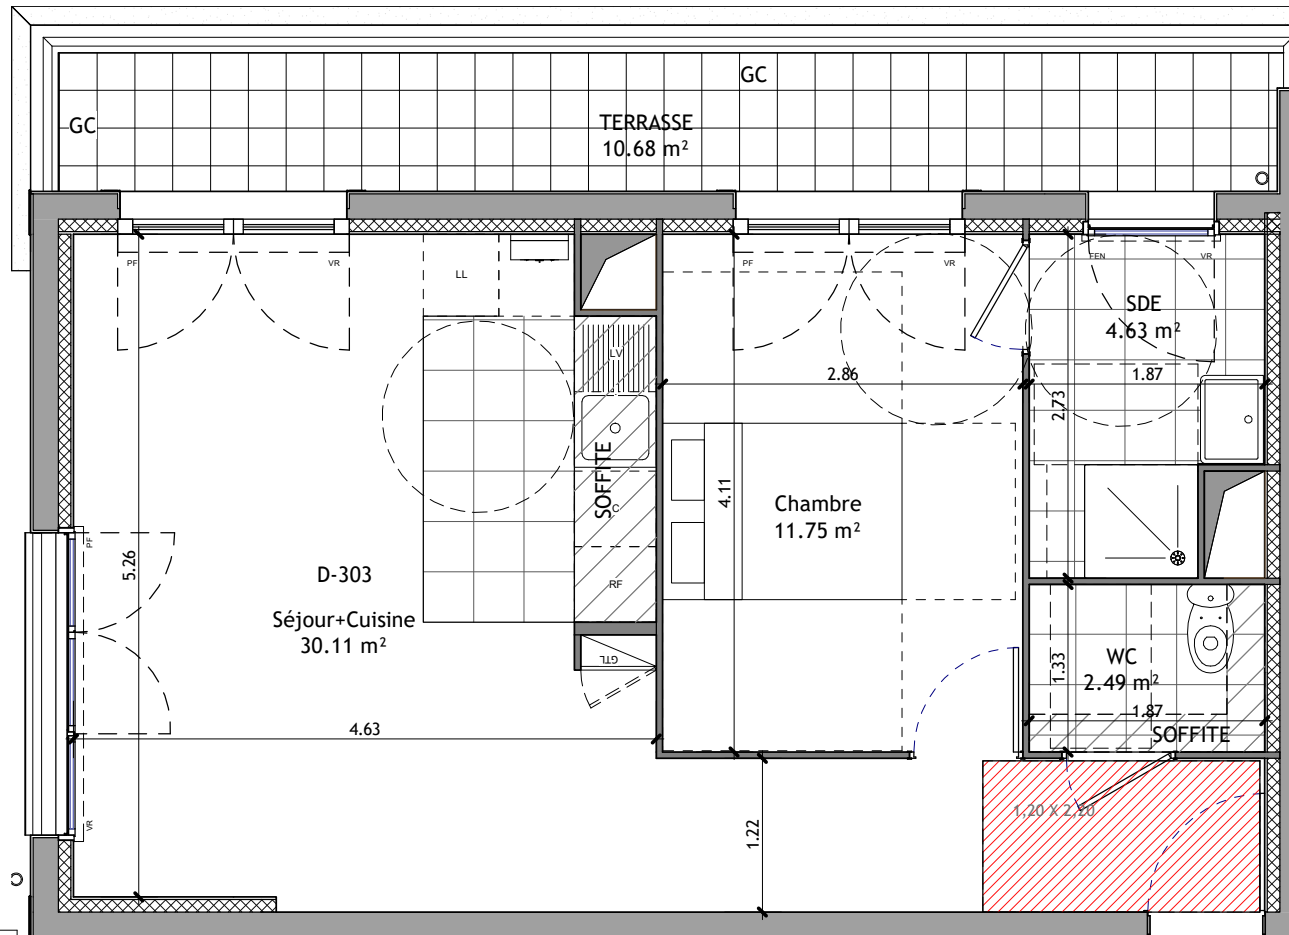 GC
GC
TERRASSE
10.68 m²
PF
VR
LL
PF
VR
FEN
VR
SDE
4.63 m²
LV
2.86
1.87
2.73
SOFFITE
C
4.11
Chambre
11.75 m²
PF
5.26
D-303
RF
Séjour+Cuisine
30.11 m²
GTL
WC
2.49 m²
1.33
1.87
SOFFITE
4.63
VR
1.22
1,20 X 2,20